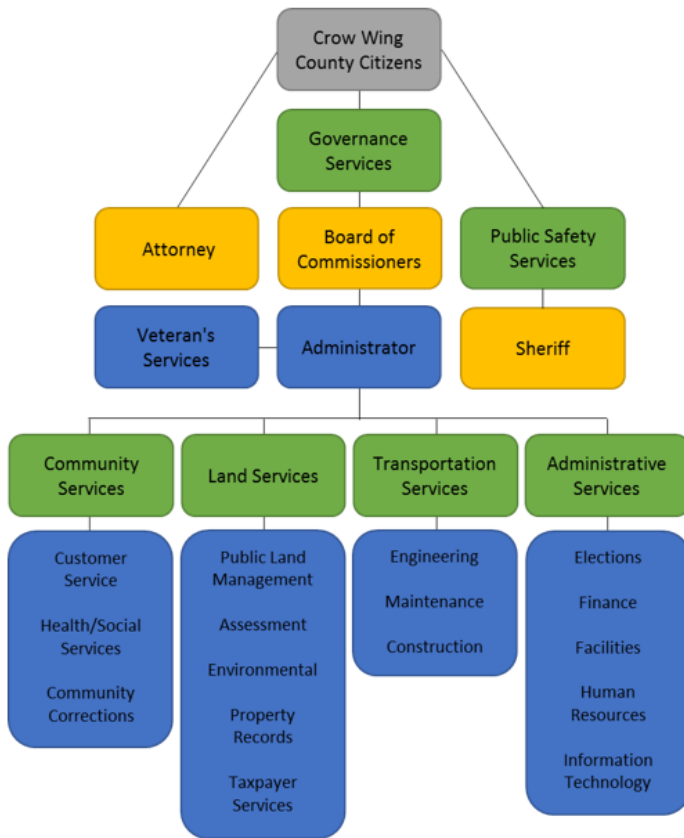 Crow Wing
County Citizens
Governance
Services
Attorney
Board of
Commissioners
Public Safety
Services
Veteran's
Services
Administrator
Sheriff
Community
Services
Land Services
Transportation
Services
Administrative
Services
Customer
Service
Health/Social
Services
Community
Corrections
Public Land
Management
Assessment
Environmental
Property
Records
Taxpayer
Services
Engineering
Maintenance
Construction
Elections
Finance
Facilities
Human
Resources
Information
Technology